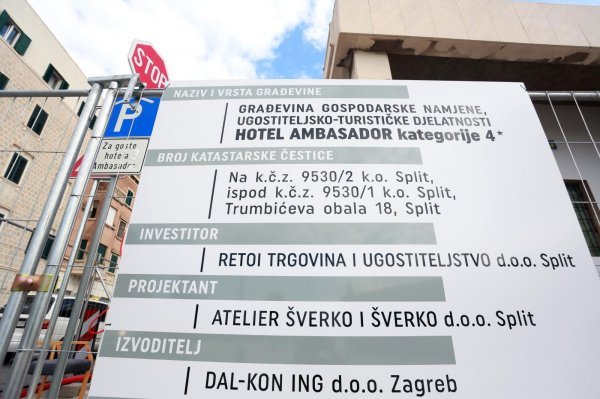 STOP
P
Za goste
hotela
Ambasador
NAZIV I VRSTA GRAĐEVINE
GRAĐEVINA GOSPODARSKE NAMJENE,
UGOSTITELJSKO-TURISTIČKE DJELATNOSTI
HOTEL AMBASADOR kategorije 4*
BROJ KATASTARSKE ČESTICE
Na k.č.z. 9530/2 k.o. Split,
ispod k.č.z. 9530/1 k.o. Split,
Trumbićeva obala 18, Split
INVESTITOR
RETOI TRGOVINA I UGOSTITELJSTVO d.o.o. Split
PROJEKTANT
ATELIER ŠVERKO I ŠVERKO d.o.o. Split
IZVODITELJ
DAL-KON ING d.o.o. Zagreb